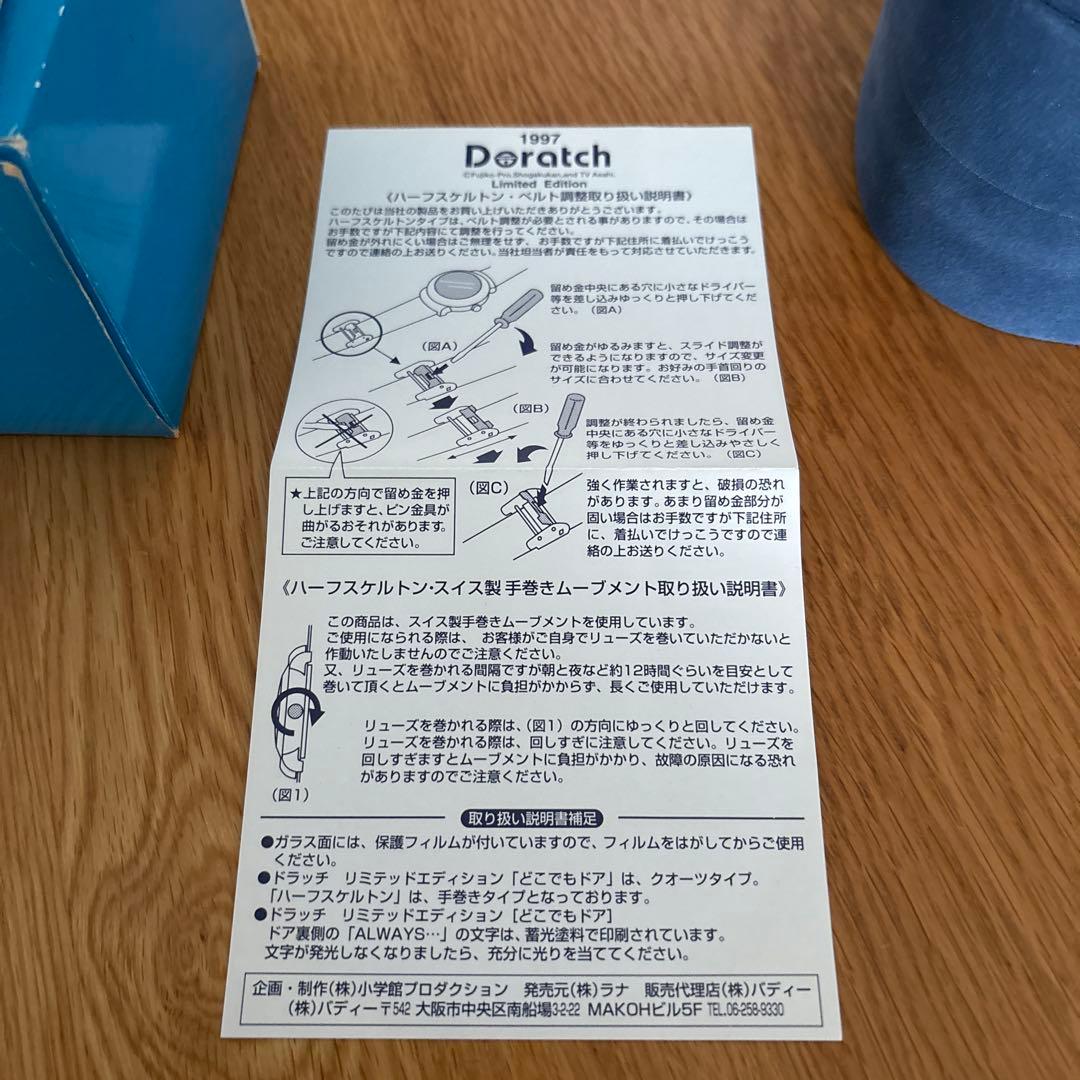 1997
Doratch
©Fujiko-Pro, Shogakukan, and TV Asahi.
Limited Edition
《ハーフスケルトン・ベルト調整取り扱い説明書》
このたびは当社の製品をお買い上げいただきありがとうございます。
ハーフスケルトンタイプは、ベルト調整が必要とされる事がありますので、その場合は
お手数ですが下記内容にて調整を行ってください。
留め金が外れにくい場合はご無理をせず、お手数ですが下記住所に着払いでけっこう
ですので連絡の上お送りください。当社担当者が責任をもって対応させていただきます。
留め金中央にある穴に小さなドライバー
等を差し込みゆっくりと押し下げてくだ
さい。（図A）
（図A）
留め金がゆるみますと、スライド調整が
できるようになりますので、サイズ変更
が可能になります。お好みの手首回りの
サイズに合わせてください。（図B）
（図B）
調整が終わられましたら、留め金
中央にある穴に小さなドライバー
等をゆっくりと差し込みやさしく
押し下げてください。（図C）
★上記の方向で留め金を押
し上げますと、ピン金具が
曲がるおそれがあります。
ご注意してください。
（図C）
強く作業されますと、破損の恐れ
があります。あまり留め金部分が
固い場合はお手数ですが下記住所
に、着払いでけっこうですので連
絡の上お送りください。
《ハーフスケルトン・スイス製 手巻きムーブメント取り扱い説明書》
この商品は、スイス製手巻きムーブメントを使用しています。
ご使用になられる際は、お客様がご自身でリューズを巻いていただかないと
作動いたしませんのでご注意ください。
又、リューズを巻かれる間隔ですが朝と夜など約12時間ぐらいを目安として
巻いて頂くとムーブメントに負担がかからず、長くご使用していただけます。
リューズを巻かれる際は、（図1）の方向にゆっくりと回してください。
リューズを巻かれる際は、回しすぎに注意してください。リューズを
回しすぎますとムーブメントに負担がかかり、故障の原因になる恐れ
がありますのでご注意ください。
（図1）
取り扱い説明書補足
●ガラス面には、保護フィルムが付いていますので、フィルムをはがしてからご使用
ください。
●ドラッチ　リミテッドエディション「どこでもドア」は、クオーツタイプ。
「ハーフスケルトン」は、手巻きタイプとなっております。
●ドラッチ　リミテッドエディション［どこでもドア］
ドア裏側の「ALWAYS…」の文字は、蓄光塗料で印刷されています。
文字が発光しなくなりましたら、充分に光りを当ててください。
企画・制作(株)小学館プロダクション　発売元(株)ラナ　販売代理店(株)バディー
(株)バディー〒542 大阪市中央区南船場3-2-22 MAKOHビル5F TEL.06-258-9330